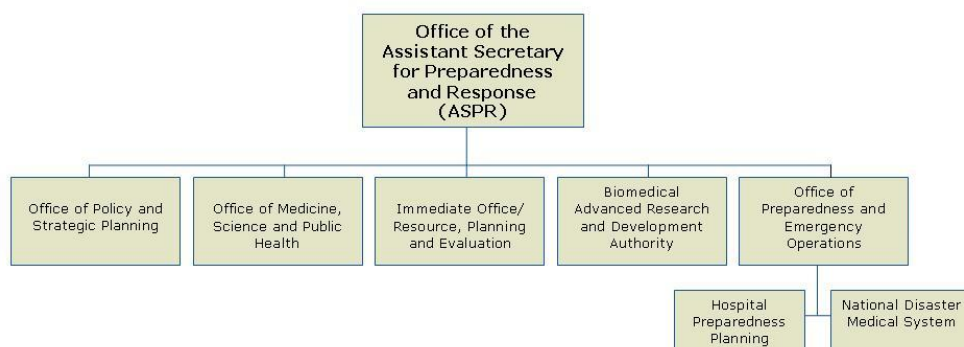 Office of the
Assistant Secretary
for Preparedness
and Response
(ASPR)
Office of Policy and
Strategic Planning
Office of Medicine,
Science and Public
Health
Immediate Office/
Resource, Planning
and Evaluation
Biomedical
Advanced Research
and Development
Authority
Office of
Preparedness and
Emergency
Operations
Hospital
Preparedness
Planning
National Disaster
Medical System